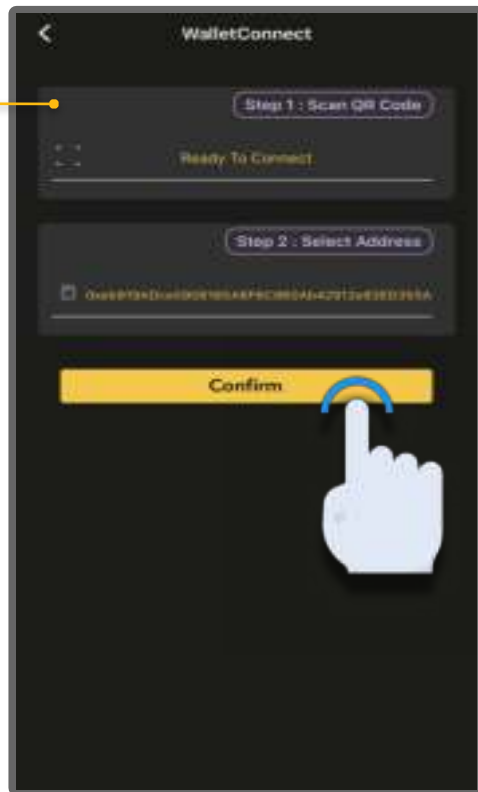 WalletConnect
Step 1 : Scan QR Code
Ready To Connect
Step 2 : Select Address
Confirm